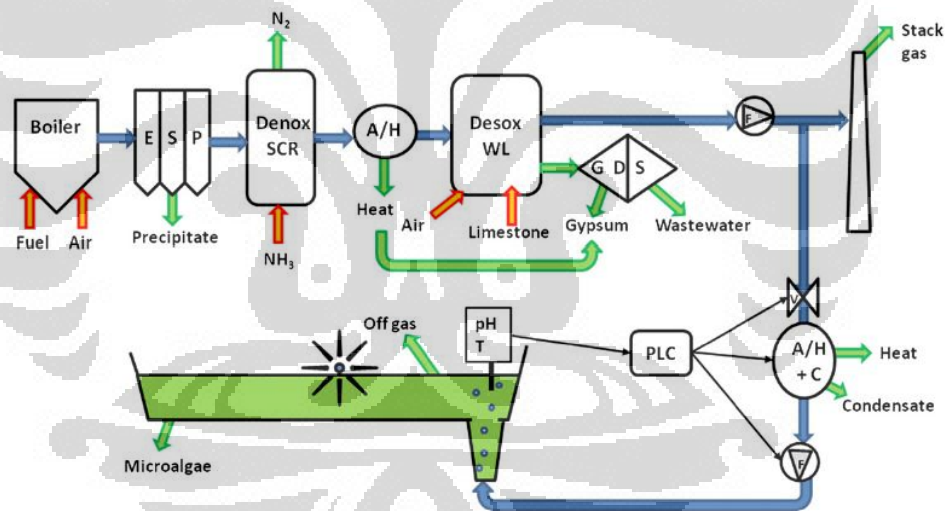 N₂
Stack
gas
Boiler
E S P
Denox
SCR
A/H
Desox
WL
F
G D S
Heat
Air
Limestone
Gypsum
Wastewater
Fuel Air
Precipitate
NH₃
Off gas
pH
T
PLC
V
A/H
+ C
Heat
Condensate
Microalgae
F